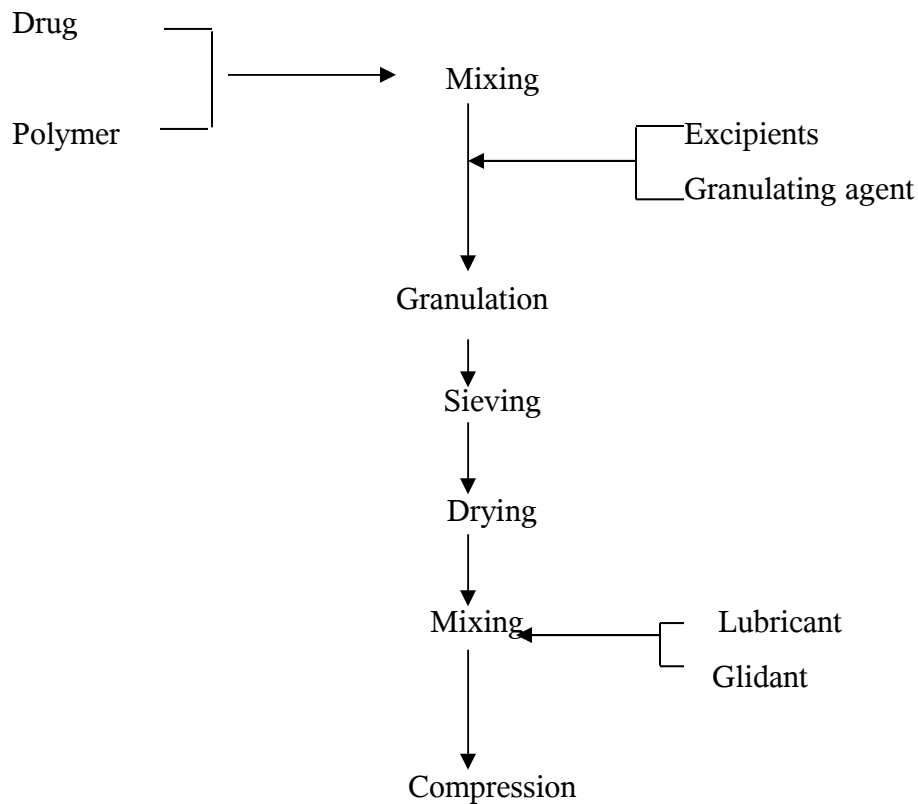 Drug
Mixing
Polymer
Excipients
Granulating agent
Granulation
Sieving
Drying
Mixing
Lubricant
Glidant
Compression